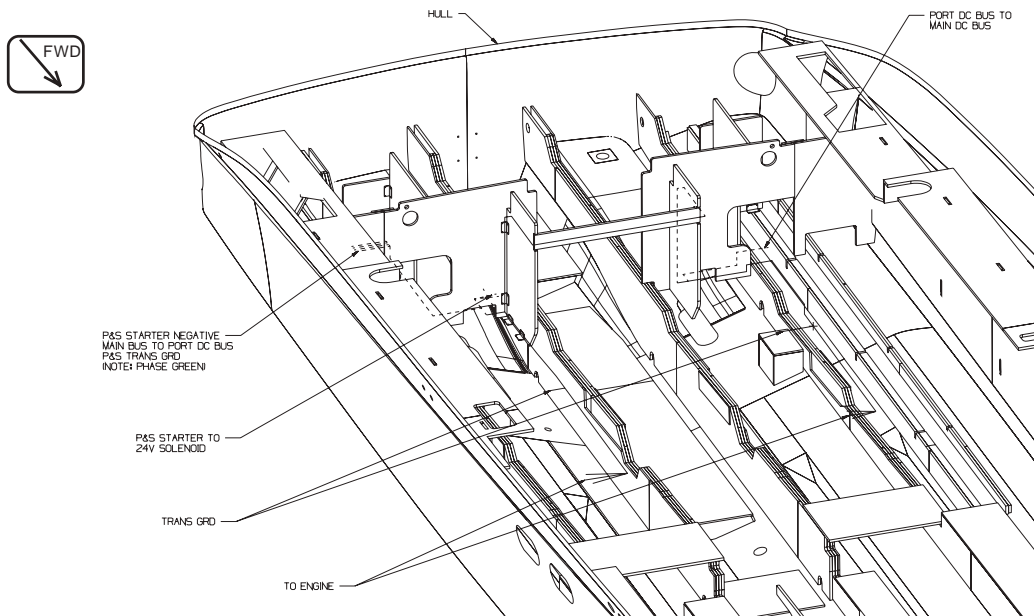 HULL
PORT DC BUS TO
MAIN DC BUS
FWD
P&S STARTER NEGATIVE
MAIN BUS TO PORT DC BUS
P&S TRANS GRD
(NOTE: PHASE GREEN)
P&S STARTER TO
24V SOLENOID
TRANS GRD
TO ENGINE